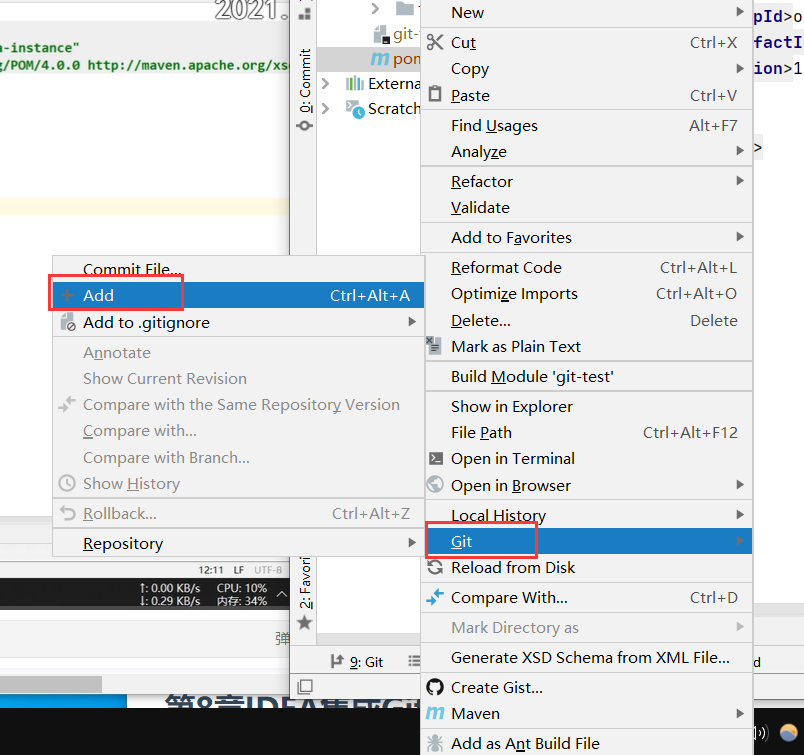 2021.
a-instance"
g/POM/4.0.0 http://maven.apache.org/xs
0: Commit
git-
pom
Externa
Scratch
pId>o
factI
ion>1
>
New
Cut Ctrl+X
Copy
Paste Ctrl+V
Find Usages Alt+F7
Analyze
Refactor
Validate
Add to Favorites
Reformat Code Ctrl+Alt+L
Optimize Imports Ctrl+Alt+O
Delete... Delete
Mark as Plain Text
Build Module 'git-test'
Show in Explorer
File Path Ctrl+Alt+F12
Open in Terminal
Open in Browser
Local History
Git
Reload from Disk
Compare With... Ctrl+D
Mark Directory as
Generate XSD Schema from XML File...
Create Gist...
Maven
Add as Ant Build File
Commit File...
Add Ctrl+Alt+A
Add to .gitignore
Annotate
Show Current Revision
Compare with the Same Repository Version
Compare with...
Compare with Branch...
Show History
Rollback... Ctrl+Alt+Z
Repository
12:11 LF UTF-8
↑: 0.00 KB/s CPU: 10%
↓: 0.29 KB/s 内存: 34%
2: Favori
弹
9: Git
d
第8章IDEA集成Gi